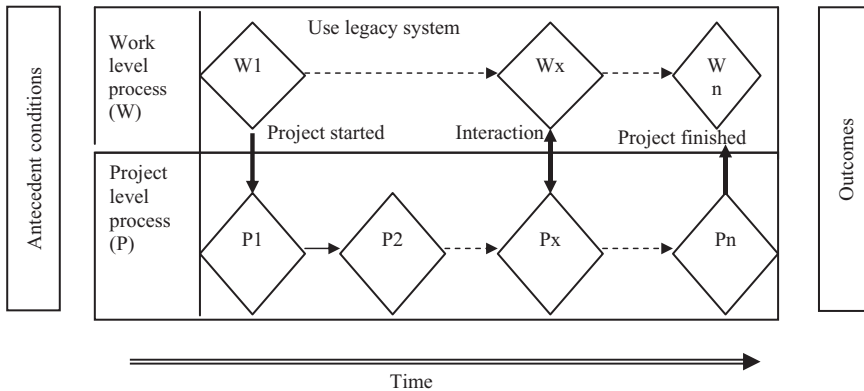 Antecedent conditions
Work
level
process
(W)
Use legacy system
W1
Wx
W
n
Project started
Interaction
Project finished
Project
level
process
(P)
P1
P2
Px
Pn
Outcomes
Time